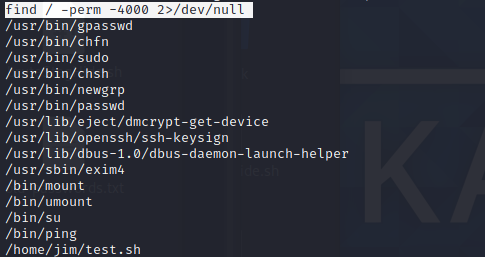 find / -perm -4000 2>/dev/null
/usr/bin/gpasswd
/usr/bin/chfn
/usr/bin/sudo
/usr/bin/chsh
/usr/bin/newgrp
/usr/bin/passwd
/usr/lib/eject/dmcrypt-get-device
/usr/lib/openssh/ssh-keysign
/usr/lib/dbus-1.0/dbus-daemon-launch-helper
/usr/sbin/exim4
/bin/mount
/bin/umount
/bin/su
/bin/ping
/home/jim/test.sh
KA